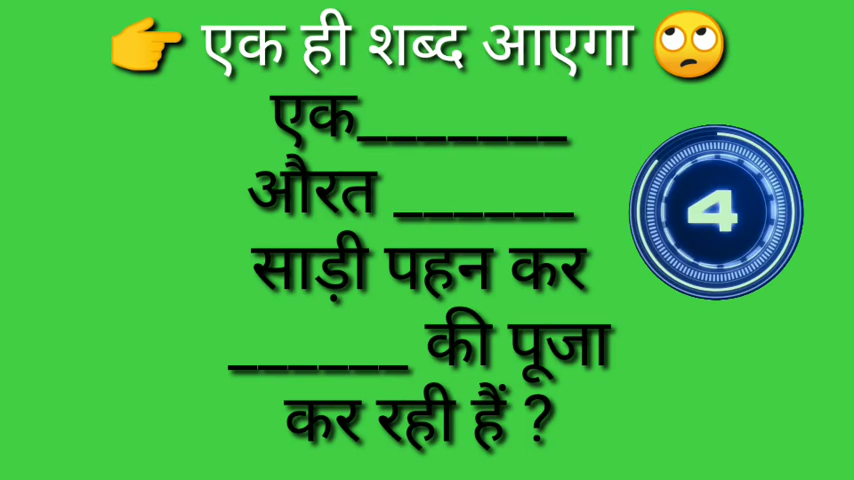 👉 एक ही शब्द आएगा 🙄
एक_______
औरत ______
साड़ी पहन कर
______ की पूजा
कर रही हैं ?
4